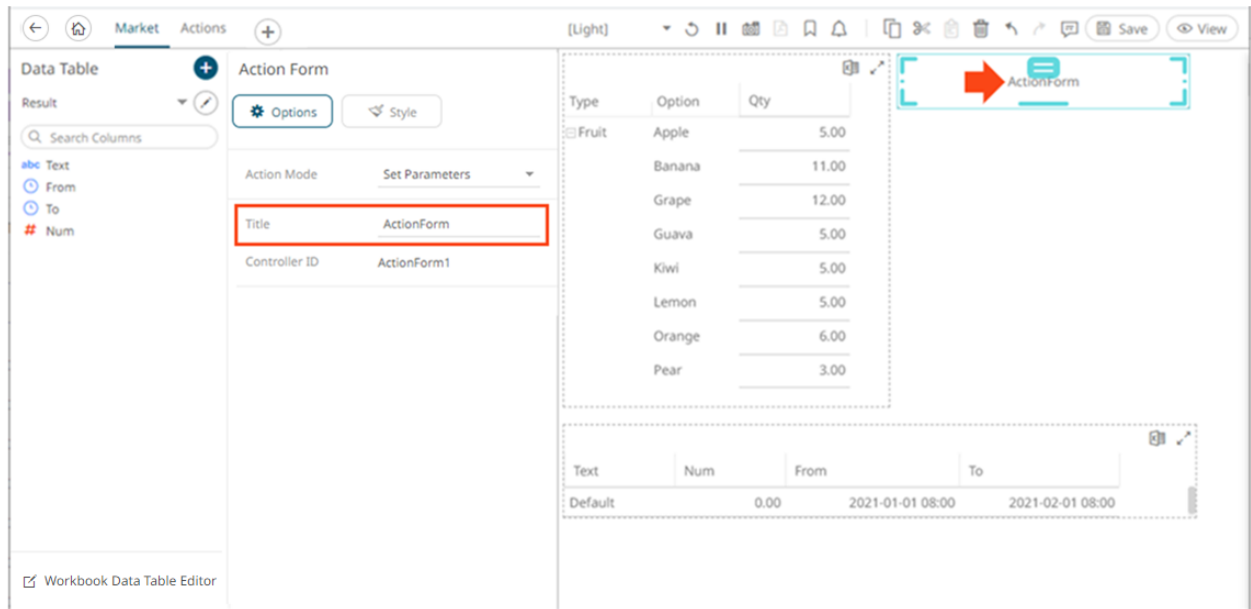 Market Actions [Light] Save View
Data Table
Result
Search Columns
abc Text
From
To
# Num
Workbook Data Table Editor
Action Form
Options Style
Action Mode Set Parameters
Title ActionForm
Controller ID ActionForm1
Type Option Qty
Fruit Apple 5.00
Banana 11.00
Grape 12.00
Guava 5.00
Kiwi 5.00
Lemon 5.00
Orange 6.00
Pear 3.00
ActionForm
Text Num From To
Default 0.00 2021-01-01 08:00 2021-02-01 08:00